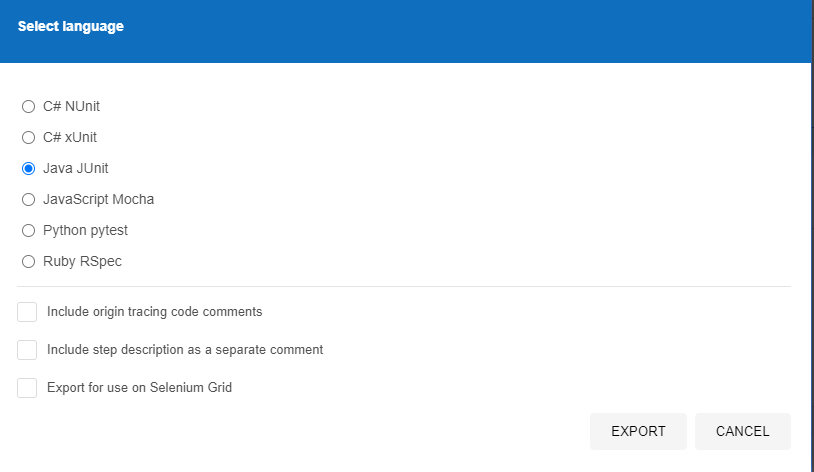 Select language
C# NUnit
C# xUnit
Java JUnit
JavaScript Mocha
Python pytest
Ruby RSpec
Include origin tracing code comments
Include step description as a separate comment
Export for use on Selenium Grid
EXPORT CANCEL